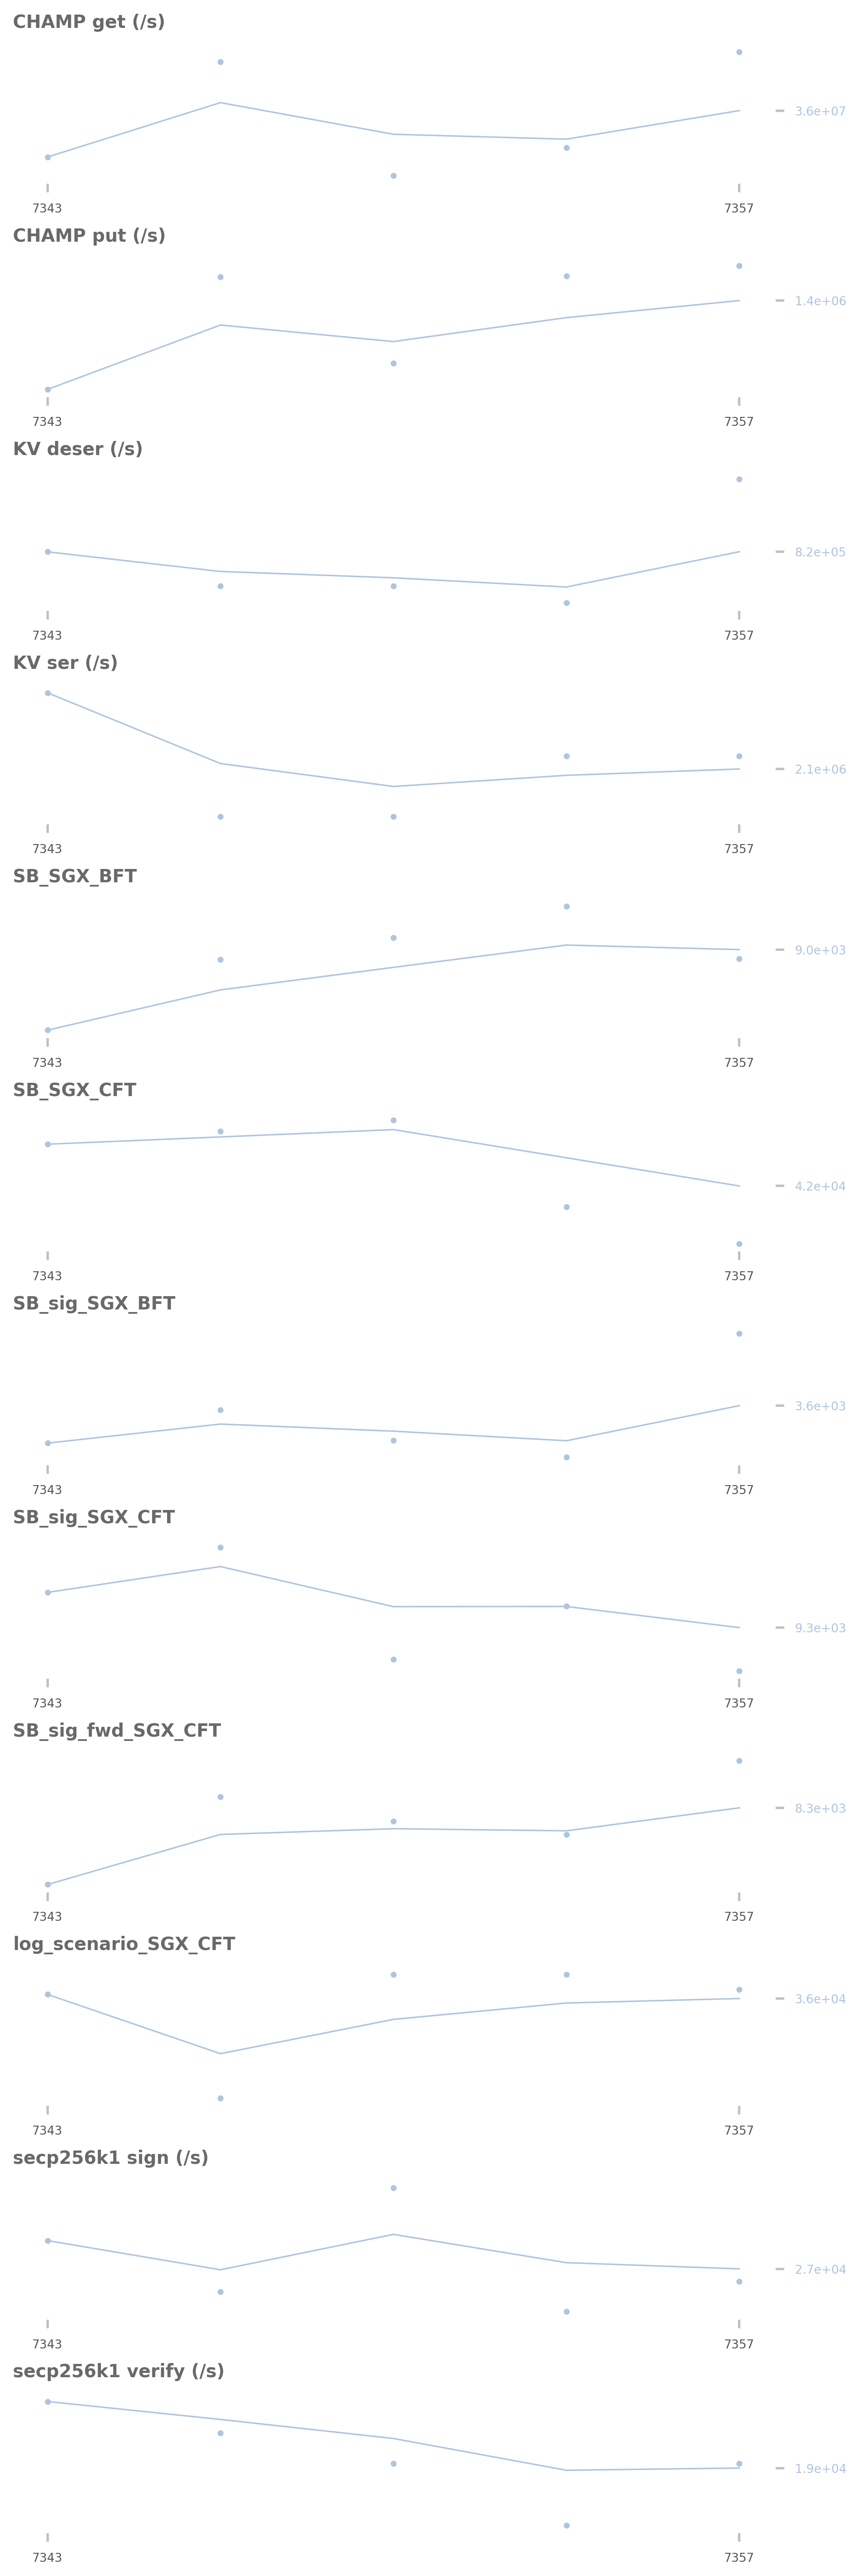 CHAMP get (/s)
3.6e+07
7343 7357
CHAMP put (/s)
1.4e+06
7343 7357
KV deser (/s)
8.2e+05
7343 7357
KV ser (/s)
2.1e+06
7343 7357
SB_SGX_BFT
9.0e+03
7343 7357
SB_SGX_CFT
4.2e+04
7343 7357
SB_sig_SGX_BFT
3.6e+03
7343 7357
SB_sig_SGX_CFT
9.3e+03
7343 7357
SB_sig_fwd_SGX_CFT
8.3e+03
7343 7357
log_scenario_SGX_CFT
3.6e+04
7343 7357
secp256k1 sign (/s)
2.7e+04
7343 7357
secp256k1 verify (/s)
1.9e+04
7343 7357